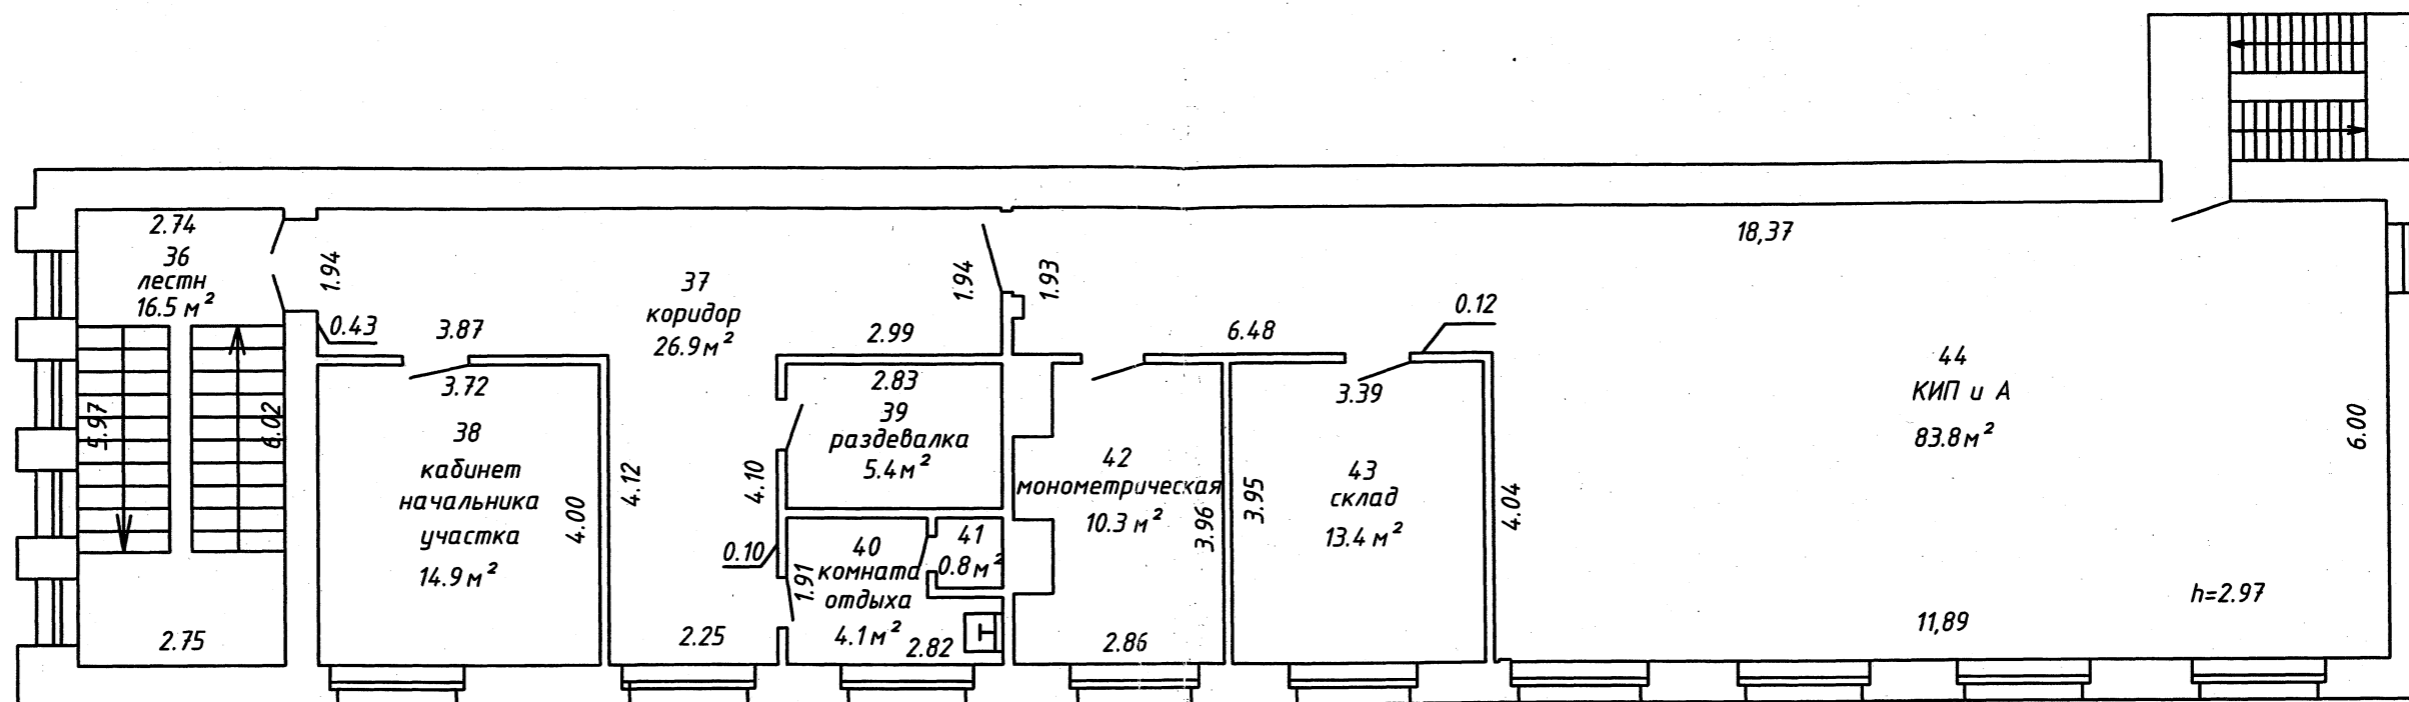 2.74
36
лестн
16.5 м²
5.97
6.02
2.75
1.94
0.43
3.87
3.72
38
кабинет
начальника
участка
14.9 м²
4.00
37
коридор
26.9 м²
4.12
4.10
2.25
0.10
1.94
2.99
2.83
39
раздевалка
5.4 м²
40
комната
отдыха
4.1 м²
1.91
2.82
41
0.8 м²
1.93
6.48
0.12
42
монометрическая
10.3 м²
3.96
2.86
3.39
3.95
43
склад
13.4 м²
4.04
18,37
44
КИП и А
83.8 м²
6.00
11,89
h=2.97